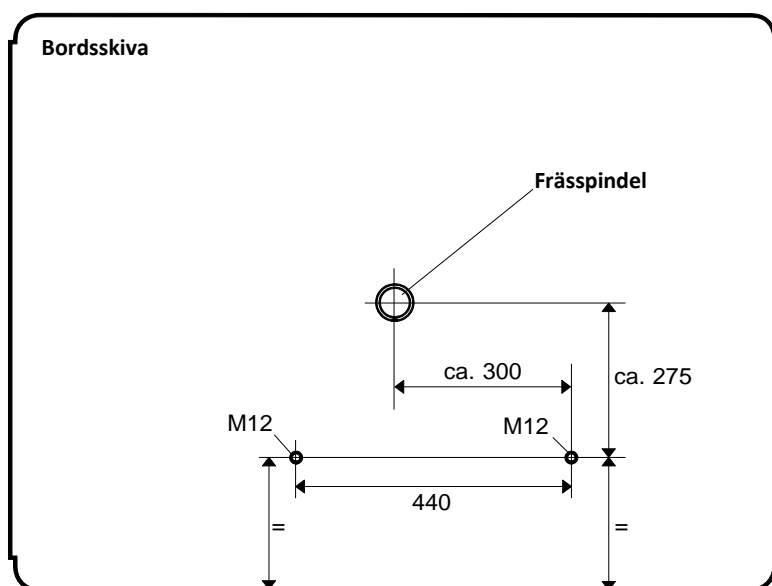 Bordsskiva
Frässpindel
ca. 300
ca. 275
M12
M12
440
=
=